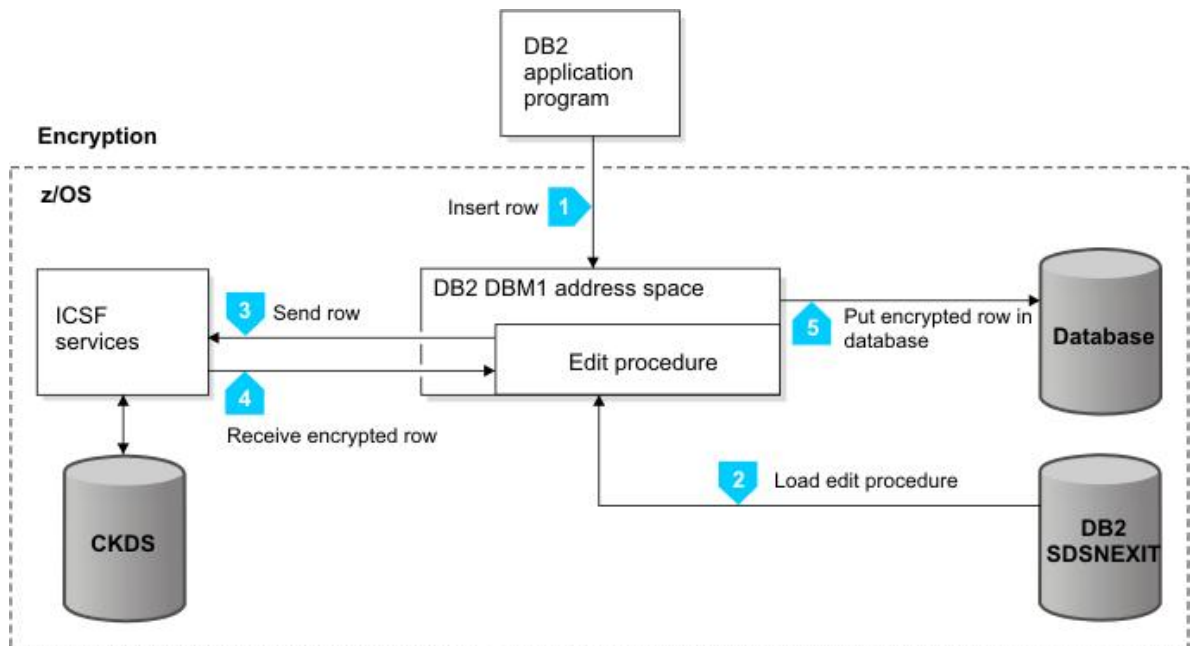 DB2
application
program
Encryption
z/OS
Insert row 1
ICSF
services
3 Send row
DB2 DBM1 address space
Edit procedure
5 Put encrypted row in
database
Database
4
Receive encrypted row
2 Load edit procedure
CKDS
DB2
SDSNEXIT